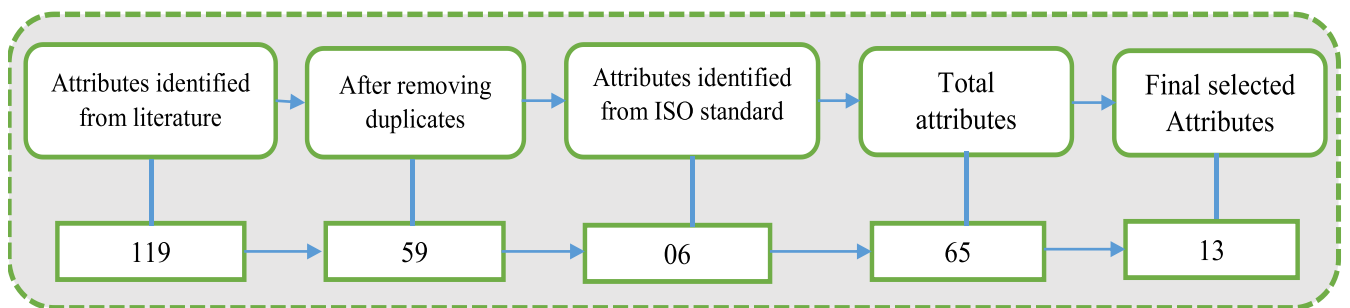 Attributes identified
from literature
After removing
duplicates
Attributes identified
from ISO standard
Total
attributes
Final selected
Attributes
119
59
06
65
13